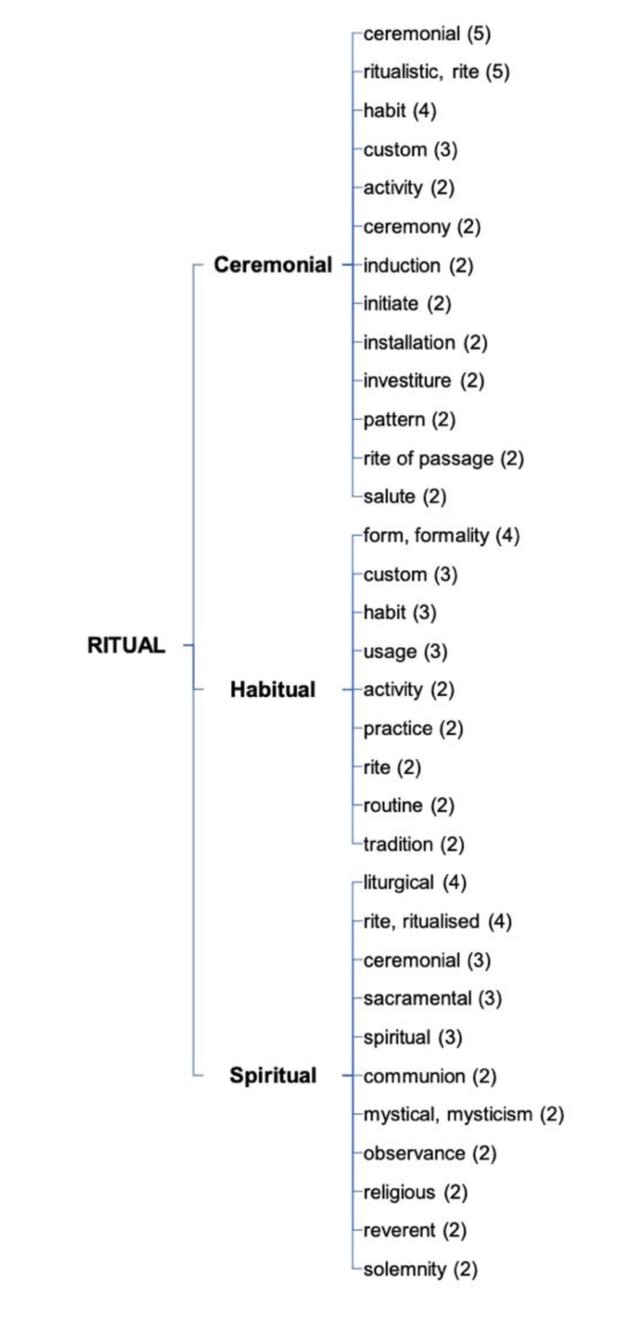 ceremonial (5)
ritualistic, rite (5)
habit (4)
custom (3)
activity (2)
ceremony (2)
Ceremonial
induction (2)
initiate (2)
installation (2)
investiture (2)
pattern (2)
rite of passage (2)
salute (2)
form, formality (4)
custom (3)
habit (3)
RITUAL
usage (3)
Habitual
activity (2)
practice (2)
rite (2)
routine (2)
tradition (2)
liturgical (4)
rite, ritualised (4)
ceremonial (3)
sacramental (3)
spiritual (3)
Spiritual
communion (2)
mystical, mysticism (2)
observance (2)
religious (2)
reverent (2)
solemnity (2)